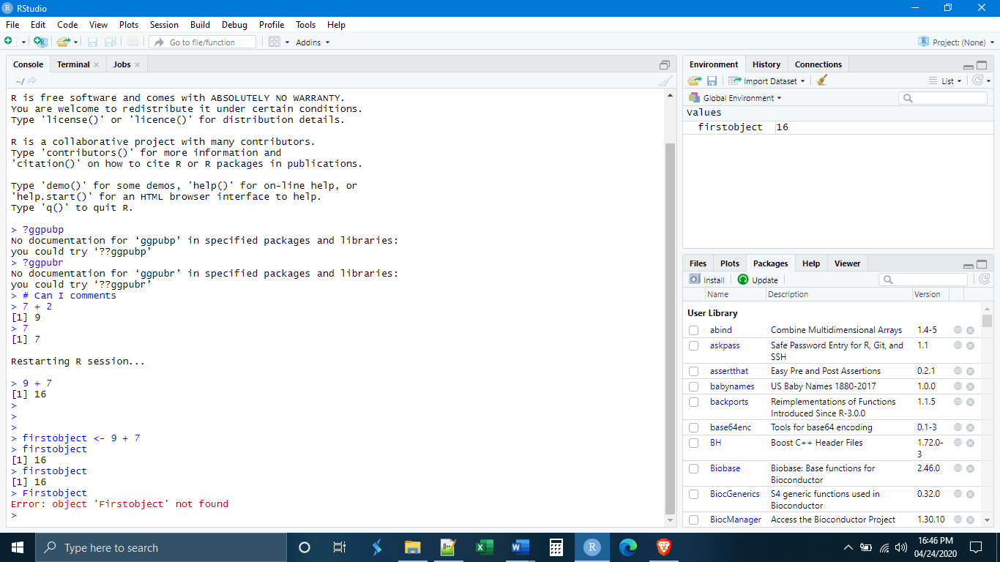 RStudio
File Edit Code View Plots Session Build Debug Profile Tools Help
Go to file/function Addins Project: (None)
Console Terminal Jobs
~/
R is free software and comes with ABSOLUTELY NO WARRANTY.
You are welcome to redistribute it under certain conditions.
Type 'license()' or 'licence()' for distribution details.
R is a collaborative project with many contributors.
Type 'contributors()' for more information and
'citation()' on how to cite R or R packages in publications.
Type 'demo()' for some demos, 'help()' for on-line help, or
'help.start()' for an HTML browser interface to help.
Type 'q()' to quit R.
> ?ggpubp
No documentation for ‘ggpubp’ in specified packages and libraries:
you could try ‘??ggpubp’
> ?ggpubr
No documentation for ‘ggpubr’ in specified packages and libraries:
you could try ‘??ggpubr’
> # Can I comments
> 7 + 2
[1] 9
> 7
[1] 7
Restarting R session...
> 9 + 7
[1] 16
>
>
>
> firstobject <- 9 + 7
> firstobject
[1] 16
> firstobject
[1] 16
> Firstobject
Error: object 'Firstobject' not found
>
Environment History Connections
Import Dataset List
Global Environment
Values
firstobject 16
Files Plots Packages Help Viewer
Install Update
Name Description Version
User Library
abind Combine Multidimensional Arrays 1.4-5
askpass Safe Password Entry for R, Git, and 1.1
SSH
assertthat Easy Pre and Post Assertions 0.2.1
babynames US Baby Names 1880-2017 1.0.0
backports Reimplementations of Functions 1.1.5
Introduced Since R-3.0.0
base64enc Tools for base64 encoding 0.1-3
BH Boost C++ Header Files 1.72.0-
3
Biobase Biobase: Base functions for 2.46.0
Bioconductor
BiocGenerics S4 generic functions used in 0.32.0
Bioconductor
BiocManager Access the Bioconductor Project 1.30.10
Type here to search
16:46 PM
04/24/2020